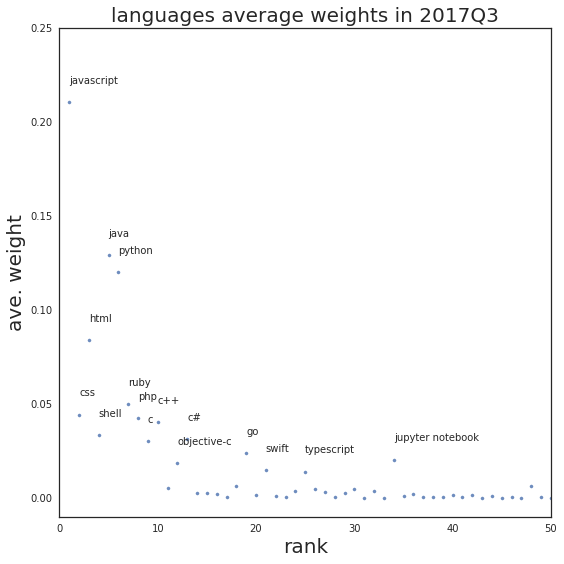 languages average weights in 2017Q3
0.25
javascript
0.20
0.15
java
python
ave. weight
0.10
html
ruby
css
php
c++
0.05
shell
c
c#
go
objective-c
swift
typescript
jupyter notebook
0.00
0
10
20
30
40
50
rank